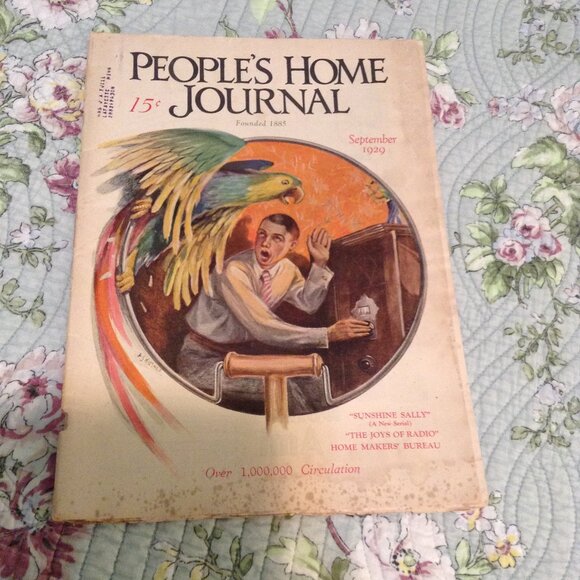 PEOPLE'S HOME
JOURNAL
15¢
Founded 1885
September
1929
"SUNSHINE SALLY"
(A New Serial)
"THE JOYS OF RADIO"
HOME MAKERS' BUREAU
Over 1,000,000 Circulation